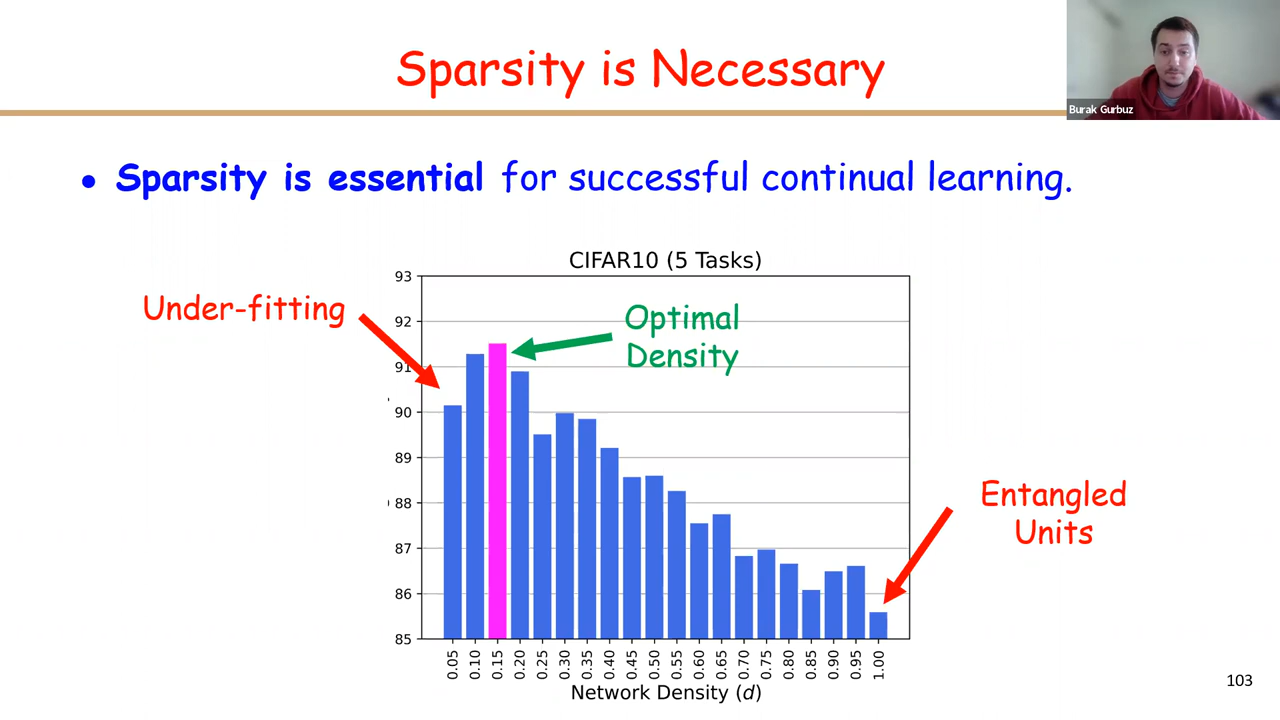 Sparsity is Necessary
Burak Gurbuz
• Sparsity is essential for successful continual learning.
CIFAR10 (5 Tasks)
Under-fitting
Optimal
Density
Entangled
Units
93
92
91
90
89
88
87
86
85
0.05 0.10 0.15 0.20 0.25 0.30 0.35 0.40 0.45 0.50 0.55 0.60 0.65 0.70 0.75 0.80 0.85 0.90 0.95 1.00
Network Density (d)
103